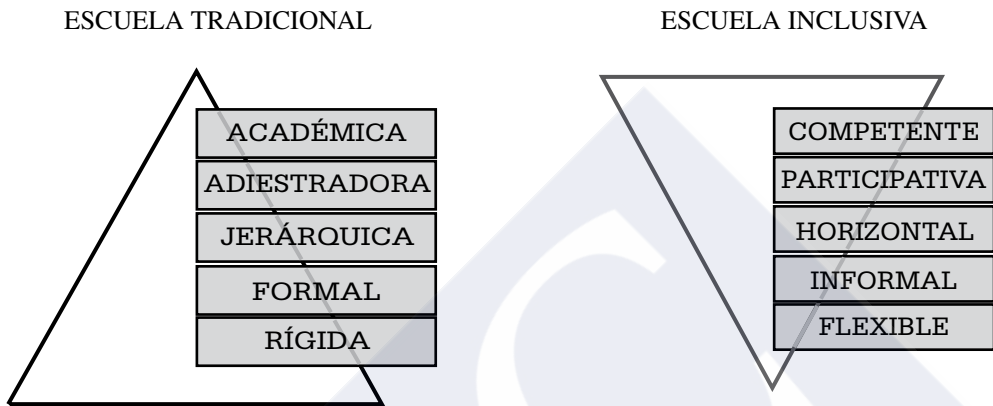 ESCUELA TRADICIONAL
ACADÉMICA
ADIESTRADORA
JERÁRQUICA
FORMAL
RÍGIDA
ESCUELA INCLUSIVA
COMPETENTE
PARTICIPATIVA
HORIZONTAL
INFORMAL
FLEXIBLE